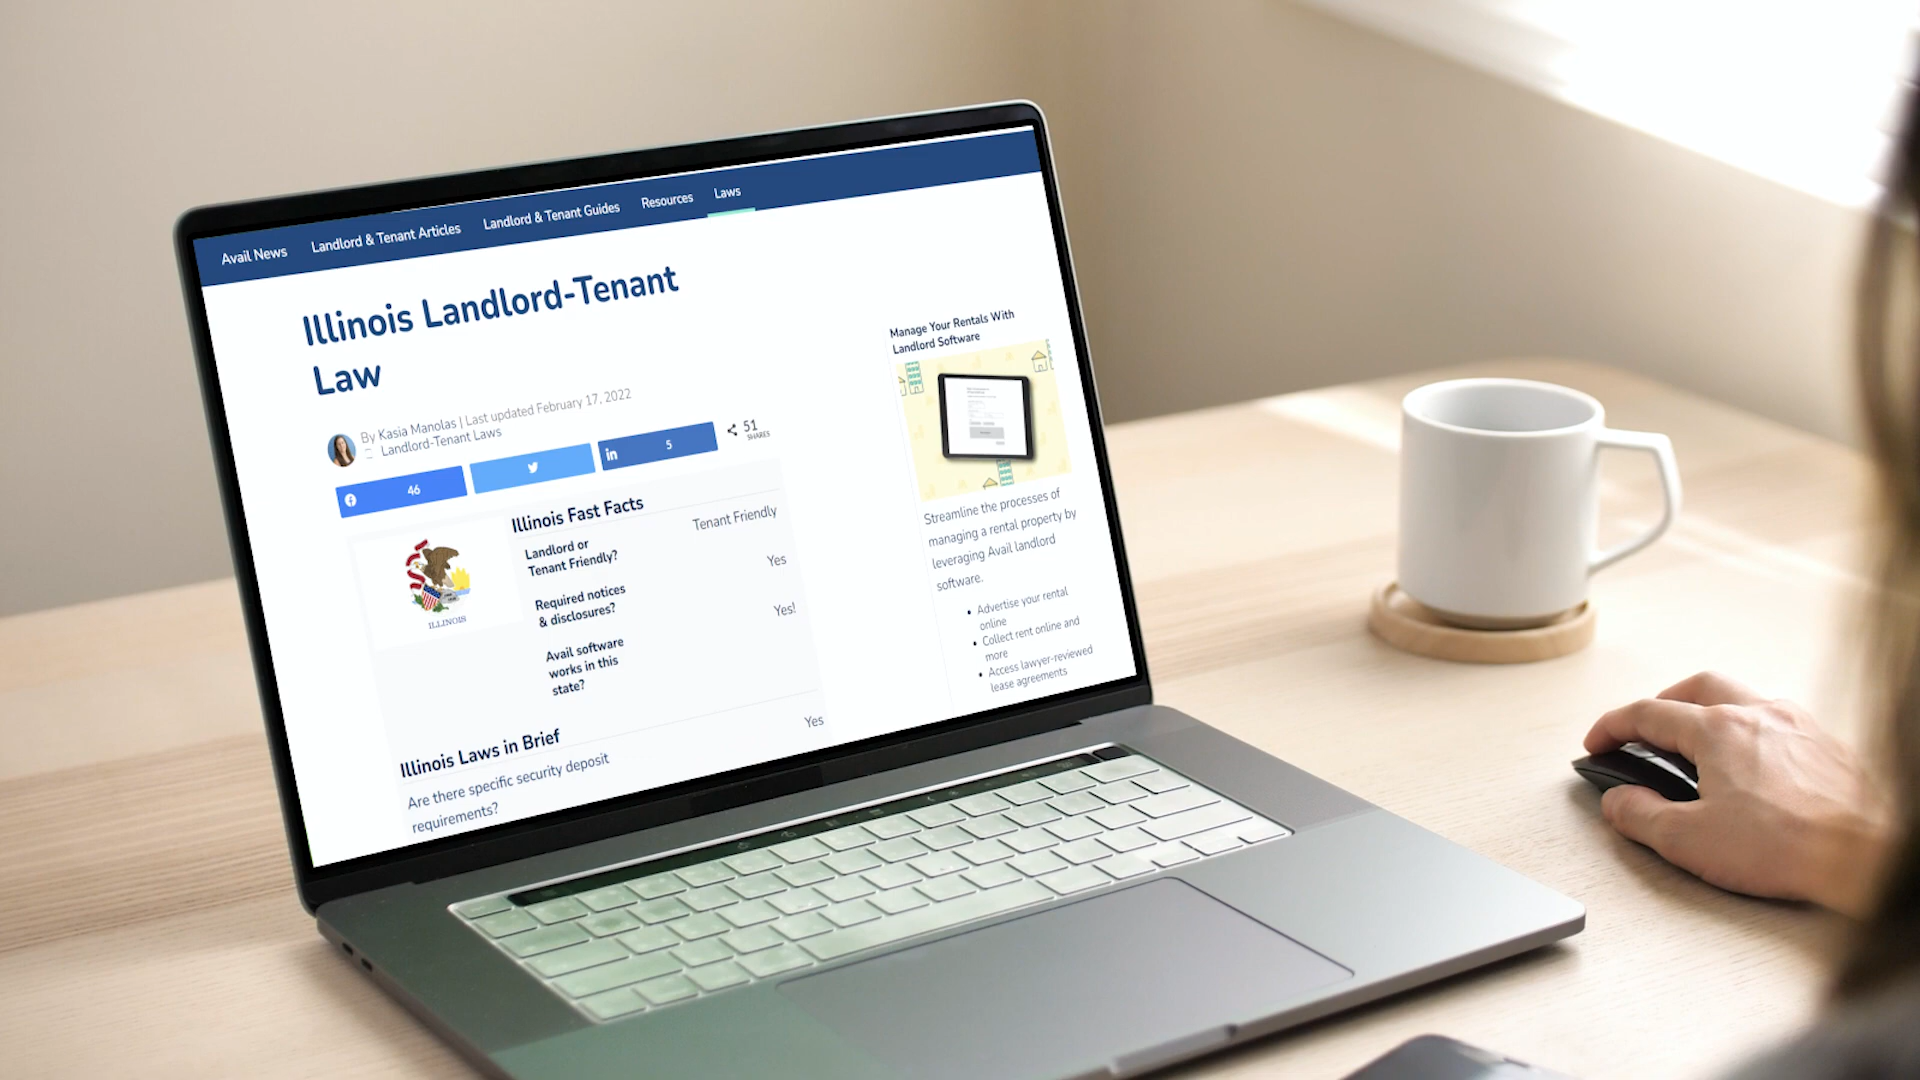 Avail News
Landlord & Tenant Articles
Landlord & Tenant Guides
Resources
Laws
Illinois Landlord-Tenant
Law
By Kasia Manolas | Last updated February 17, 2022
Landlord-Tenant Laws
46
in
5
51
SHARES
ILLINOIS
Illinois Fast Facts
Landlord or
Tenant Friendly?
Tenant Friendly
Required notices
& disclosures?
Yes
Avail software
works in this
state?
Yes!
Illinois Laws in Brief
Are there specific security deposit
requirements?
Yes
Manage Your Rentals With
Landlord Software
Streamline the processes of
managing a rental property by
leveraging Avail landlord
software.
• Advertise your rental
online
• Collect rent online and
more
• Access lawyer-reviewed
lease agreements